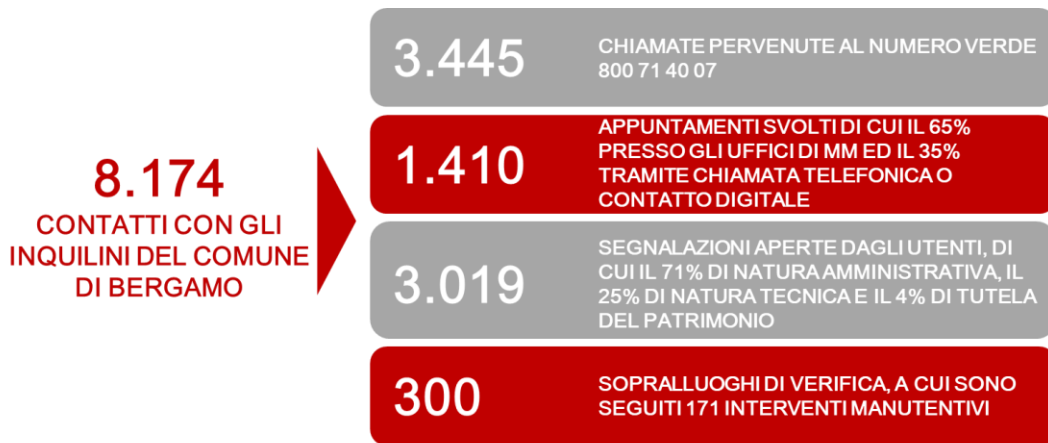 8.174
CONTATTI CON GLI
INQUILINI DEL COMUNE
DI BERGAMO
3.445
CHIAMATE PERVENUTE AL NUMERO VERDE
800 71 40 07
1.410
APPUNTAMENTI SVOLTI DI CUI IL 65%
PRESSO GLI UFFICI DI MM ED IL 35%
TRAMITE CHIAMATA TELEFONICA O
CONTATTO DIGITALE
3.019
SEGNALAZIONI APERTE DAGLI UTENTI, DI
CUI IL 71% DI NATURA AMMINISTRATIVA, IL
25% DI NATURA TECNICA E IL 4% DI TUTELA
DEL PATRIMONIO
300
SOPRALLUOGHI DI VERIFICA, A CUI SONO
SEGUITI 171 INTERVENTI MANUTENTIVI